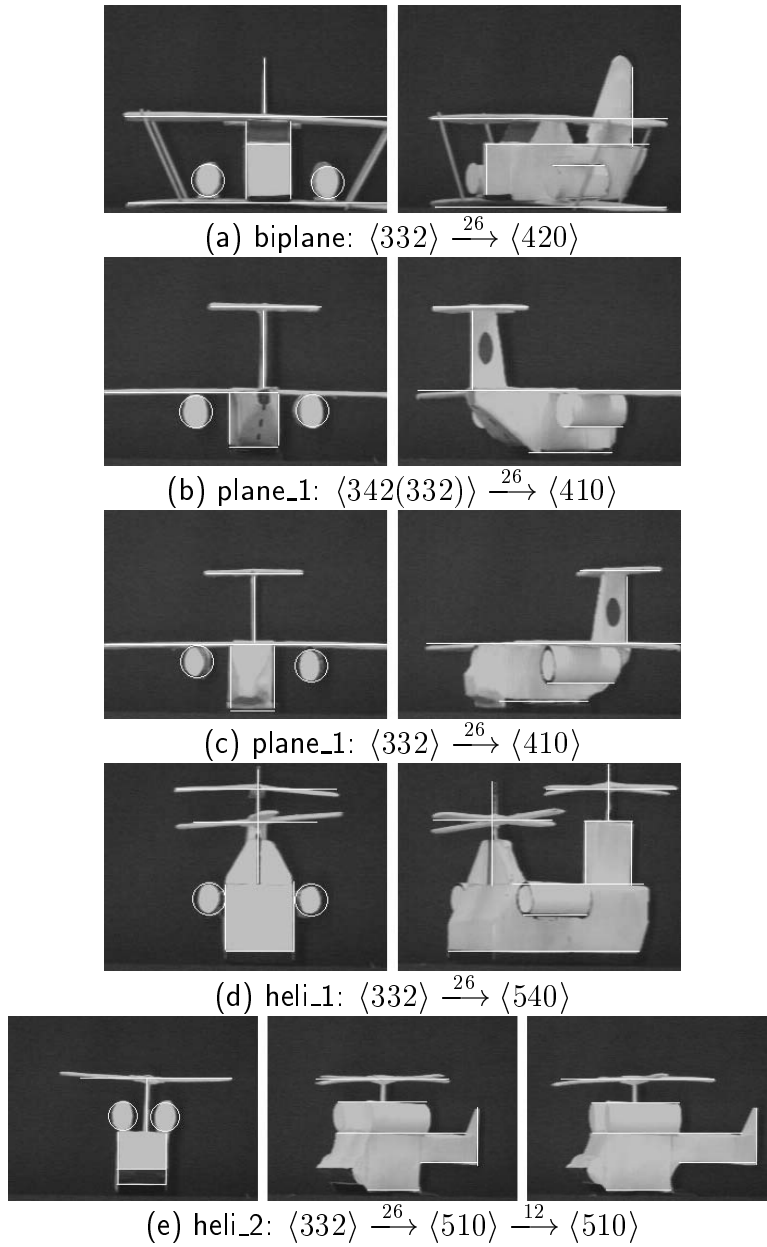 (a) biplane: ⟨332⟩ —26→ ⟨420⟩
(b) plane_1: ⟨342(332)⟩ —26→ ⟨410⟩
(c) plane_1: ⟨332⟩ —26→ ⟨410⟩
(d) heli_1: ⟨332⟩ —26→ ⟨540⟩
(e) heli_2: ⟨332⟩ —26→ ⟨510⟩ —12→ ⟨510⟩